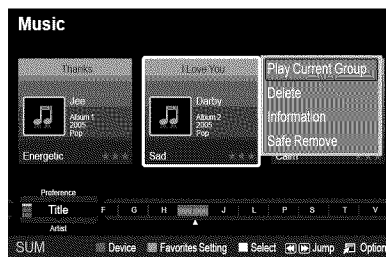 Music
Thanks
Jee
Album 1
2005
Pop
Energetic
I Love You
Darby
Album 2
2005
Pop
Sad
Play Current Group
Delete
Information
Safe Remove
Calm
Preference
Title
F G H J L P S T V
Artist
SUM Device Favorites Setting Select Jump Option